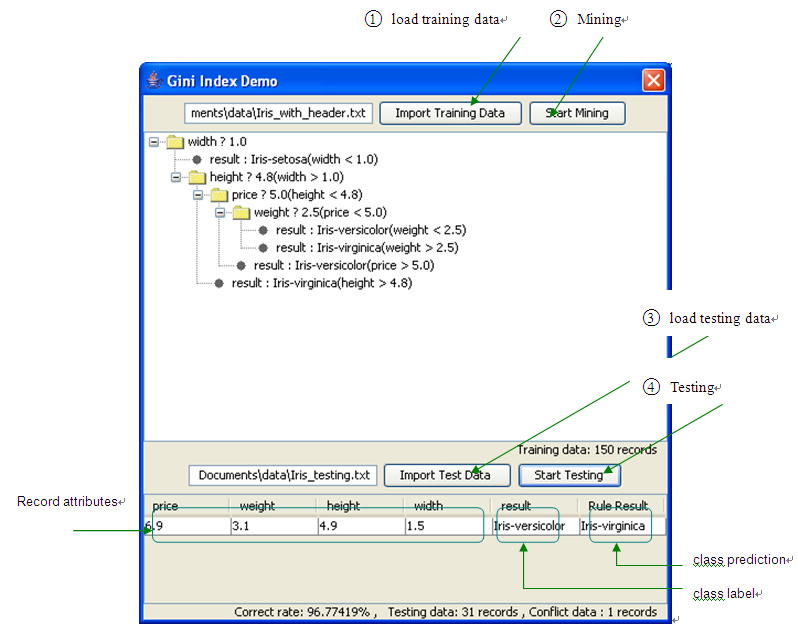 ① load training data
② Mining
Gini Index Demo
ments\data\Iris_with_header.txt Import Training Data Start Mining
width ? 1.0
result : Iris-setosa(width < 1.0)
height ? 4.8(width > 1.0)
price ? 5.0(height < 4.8)
weight ? 2.5(price < 5.0)
result : Iris-versicolor(weight < 2.5)
result : Iris-virginica(weight > 2.5)
result : Iris-versicolor(price > 5.0)
result : Iris-virginica(height > 4.8)
③ load testing data
④ Testing
Training data: 150 records
Documents\data\Iris_testing.txt Import Test Data Start Testing
Record attributes
price weight height width result Rule Result
6.9 3.1 4.9 1.5 Iris-versicolor Iris-virginica
class prediction
class label
Correct rate: 96.77419% , Testing data: 31 records , Conflict data : 1 records